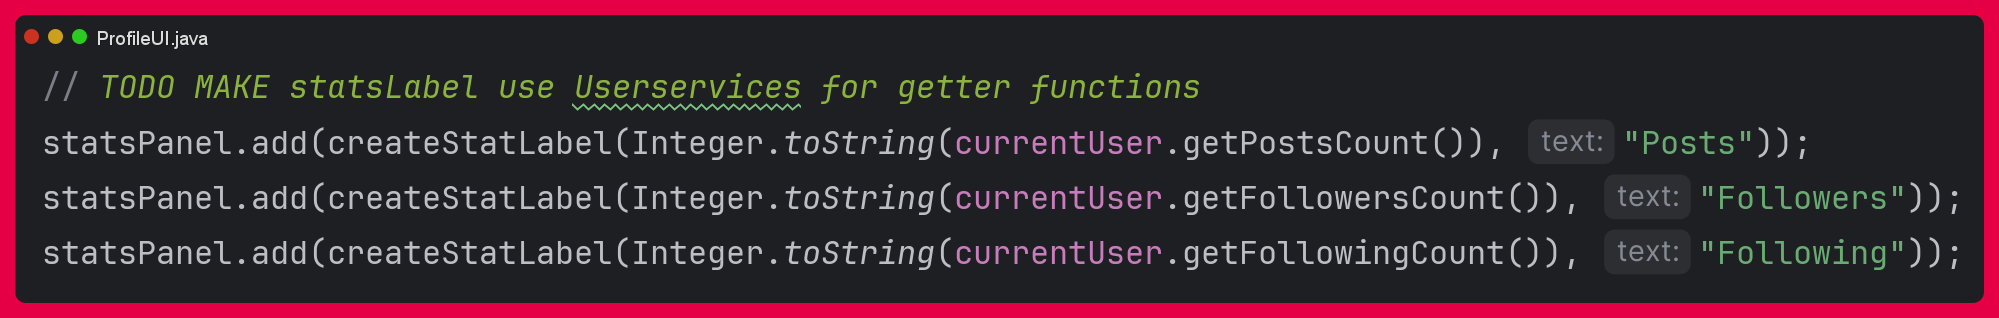 ProfileUI.java
// TODO MAKE statsLabel use Userservices for getter functions
statsPanel.add(createStatLabel(Integer.toString(currentUser.getPostsCount()), text: "Posts"));
statsPanel.add(createStatLabel(Integer.toString(currentUser.getFollowersCount()), text: "Followers"));
statsPanel.add(createStatLabel(Integer.toString(currentUser.getFollowingCount()), text: "Following"));